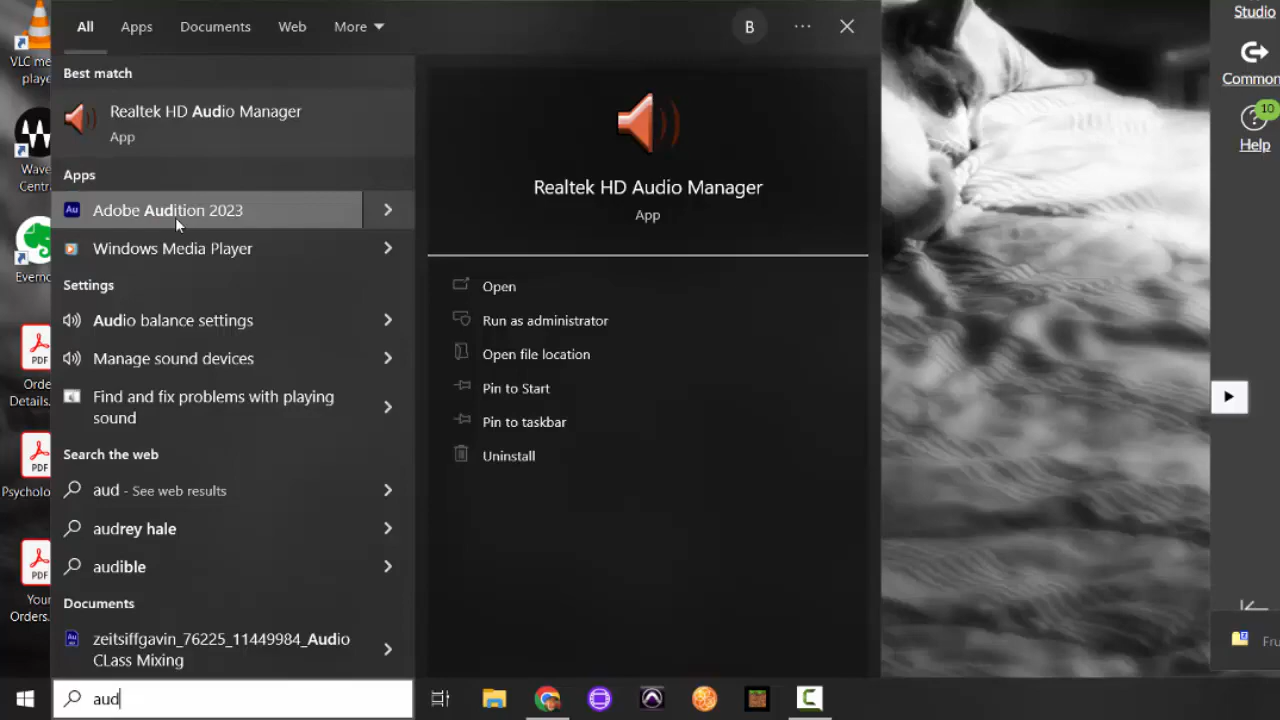 All
Apps
Documents
Web
More
B
Best match
Realtek HD Audio Manager
App
Apps
Adobe Audition 2023
Windows Media Player
Settings
Audio balance settings
Manage sound devices
Find and fix problems with playing
sound
Search the web
aud - See web results
audrey hale
audible
Documents
zeitsiffgavin_76225_11449984_Audio
CLass Mixing
aud
Realtek HD Audio Manager
App
Open
Run as administrator
Open file location
Pin to Start
Pin to taskbar
Uninstall
VLC me
playe
Wave
Centra
Everno
PDF
Orde
Details.
PDF
Psycholo
PDF
Your
Orders.
Studio
Common
10
Help
Fru